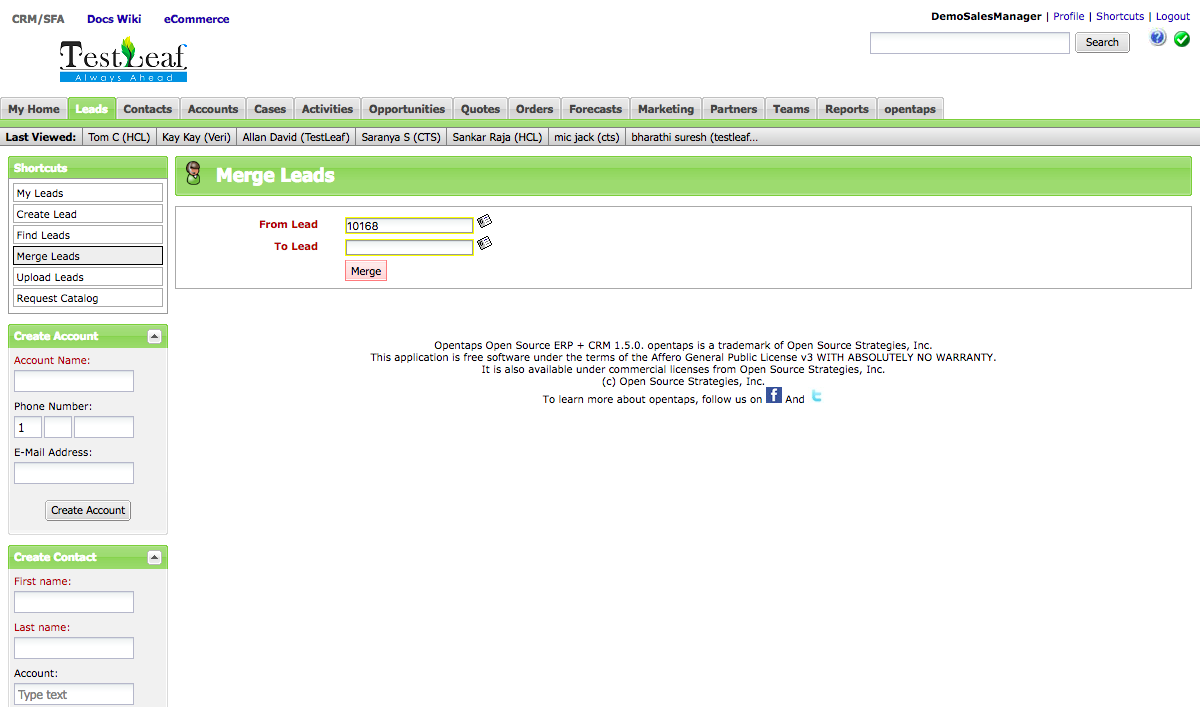 CRM/SFA Docs Wiki eCommerce
DemoSalesManager | Profile | Shortcuts | Logout
TestLeaf
Always Ahead
Search
My Home Leads Contacts Accounts Cases Activities Opportunities Quotes Orders Forecasts Marketing Partners Teams Reports opentaps
Last Viewed: Tom C (HCL) Kay Kay (Veri) Allan David (TestLeaf) Saranya S (CTS) Sankar Raja (HCL) mic jack (cts) bharathi suresh (testleaf...
Shortcuts
My Leads
Create Lead
Find Leads
Merge Leads
Upload Leads
Request Catalog
Create Account
Account Name:
Phone Number:
1
E-Mail Address:
Create Account
Create Contact
First name:
Last name:
Account:
Type text
Merge Leads
From Lead 10168
To Lead
Merge
Opentaps Open Source ERP + CRM 1.5.0. opentaps is a trademark of Open Source Strategies, Inc.
This application is free software under the terms of the Affero General Public License v3 WITH ABSOLUTELY NO WARRANTY.
It is also available under commercial licenses from Open Source Strategies, Inc.
(c) Open Source Strategies, Inc.
To learn more about opentaps, follow us on f And t